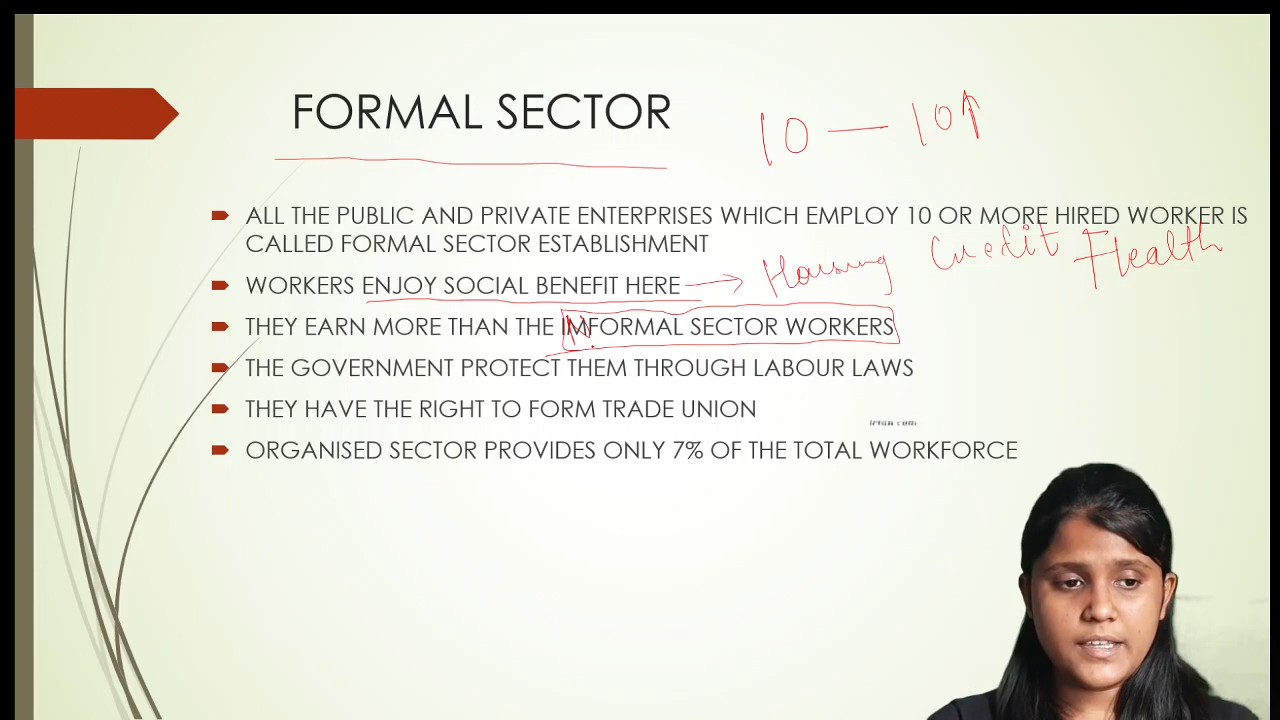 FORMAL SECTOR
10 — 10↑
ALL THE PUBLIC AND PRIVATE ENTERPRISES WHICH EMPLOY 10 OR MORE HIRED WORKER IS
CALLED FORMAL SECTOR ESTABLISHMENT
WORKERS ENJOY SOCIAL BENEFIT HERE → Housing Credit Health
THEY EARN MORE THAN THE IMFORMAL SECTOR WORKERS
N
THE GOVERNMENT PROTECT THEM THROUGH LABOUR LAWS
THEY HAVE THE RIGHT TO FORM TRADE UNION
ORGANISED SECTOR PROVIDES ONLY 7% OF THE TOTAL WORKFORCE